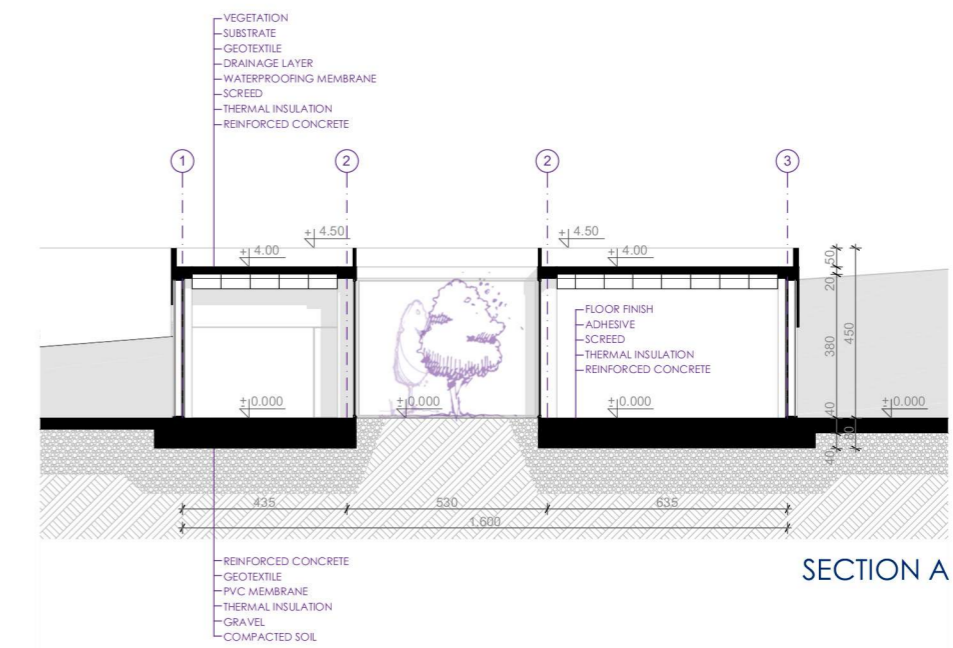 VEGETATION
SUBSTRATE
GEOTEXTILE
DRAINAGE LAYER
WATERPROOFING MEMBRANE
SCREED
THERMAL INSULATION
REINFORCED CONCRETE
1 2 2 3
+ 4.50 + 4.50
+ 4.00 + 4.00
50
20
380
450
40
80
40
FLOOR FINISH
ADHESIVE
SCREED
THERMAL INSULATION
REINFORCED CONCRETE
±0.000 ±0.000 ±0.000 ±0.000
435 530 635
1.600
SECTION A
REINFORCED CONCRETE
GEOTEXTILE
PVC MEMBRANE
THERMAL INSULATION
GRAVEL
COMPACTED SOIL